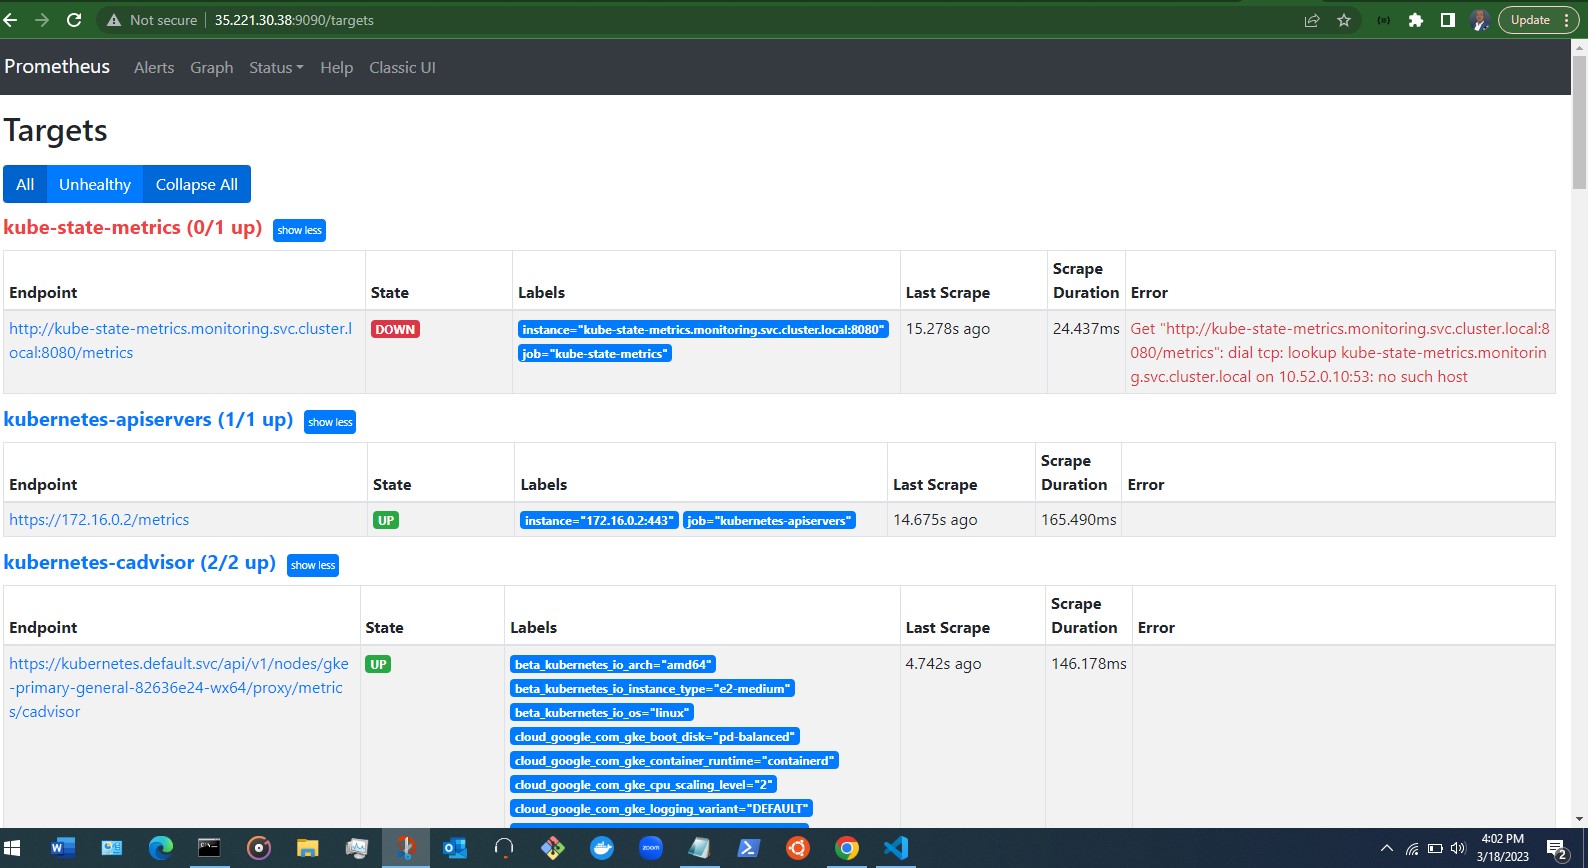 Not secure 35.221.30.38:9090/targets Update
Prometheus Alerts Graph Status Help Classic UI
Targets
All Unhealthy Collapse All
kube-state-metrics (0/1 up) show less
Scrape
Endpoint State Labels Last Scrape Duration Error
http://kube-state-metrics.monitoring.svc.cluster.l DOWN instance="kube-state-metrics.monitoring.svc.cluster.local:8080" 15.278s ago 24.437ms Get "http://kube-state-metrics.monitoring.svc.cluster.local:8
ocal:8080/metrics job="kube-state-metrics" 080/metrics": dial tcp: lookup kube-state-metrics.monitorin
g.svc.cluster.local on 10.52.0.10:53: no such host
kubernetes-apiservers (1/1 up) show less
Scrape
Endpoint State Labels Last Scrape Duration Error
https://172.16.0.2/metrics UP instance="172.16.0.2:443" job="kubernetes-apiservers" 14.675s ago 165.490ms
kubernetes-cadvisor (2/2 up) show less
Scrape
Endpoint State Labels Last Scrape Duration Error
https://kubernetes.default.svc/api/v1/nodes/gke UP beta_kubernetes_io_arch="amd64" 4.742s ago 146.178ms
-primary-general-82636e24-wx64/proxy/metric beta_kubernetes_io_instance_type="e2-medium"
s/cadvisor beta_kubernetes_io_os="linux"
cloud_google_com_gke_boot_disk="pd-balanced"
cloud_google_com_gke_container_runtime="containerd"
cloud_google_com_gke_cpu_scaling_level="2"
cloud_google_com_gke_logging_variant="DEFAULT"
zoom
4:02 PM
3/18/2023
2